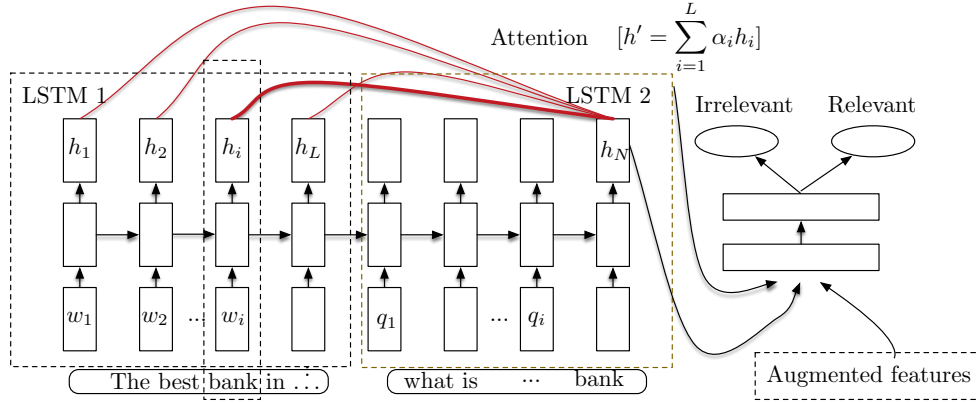 Attention [h′ = ∑_{i=1}^{L} α_i h_i]
LSTM 1
LSTM 2
Irrelevant Relevant
h_1 h_2 h_i h_L h_N
w_1 w_2 ... w_i q_1 ... q_i
The best bank in ...
what is ... bank
Augmented features